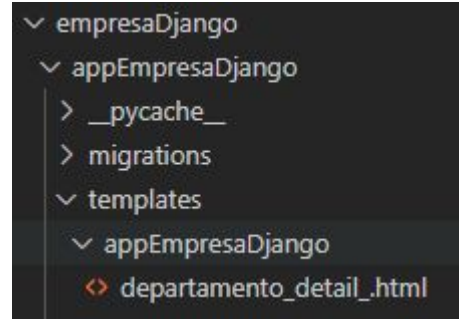 empresaDjango
appEmpresaDjango
__pycache__
migrations
templates
appEmpresaDjango
<> departamento_detail_.html